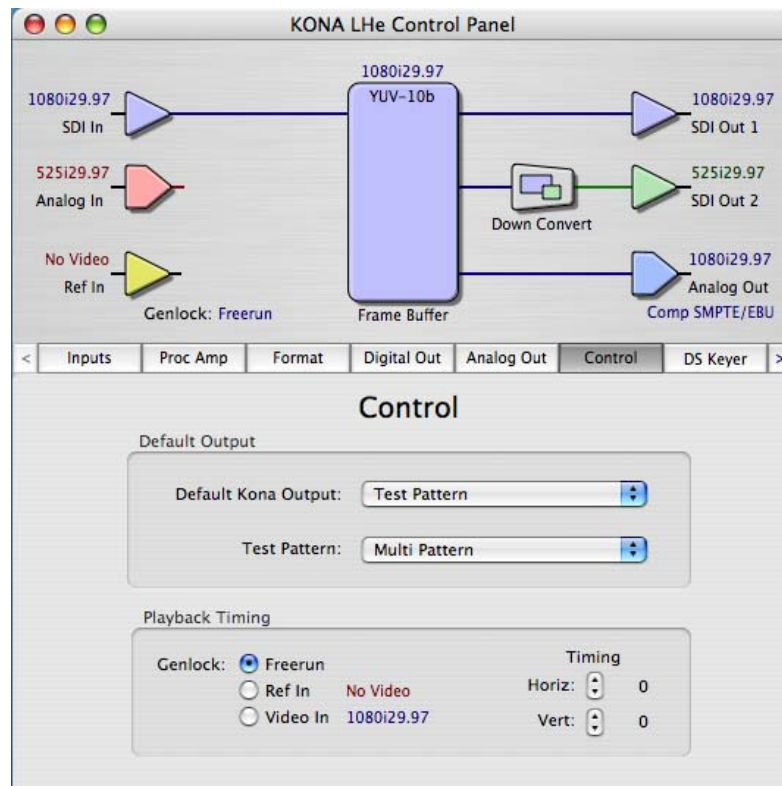 KONA LHe Control Panel
1080i29.97
YUV-10b
1080i29.97
SDI In
1080i29.97
SDI Out 1
525i29.97
Analog In
525i29.97
SDI Out 2
Down Convert
No Video
Ref In
1080i29.97
Analog Out
Genlock: Freerun
Frame Buffer
Comp SMPTE/EBU
< Inputs Proc Amp Format Digital Out Analog Out Control DS Keyer >
Control
Default Output
Default Kona Output: Test Pattern
Test Pattern: Multi Pattern
Playback Timing
Genlock: Freerun
Timing
Ref In No Video
Horiz: 0
Video In 1080i29.97
Vert: 0